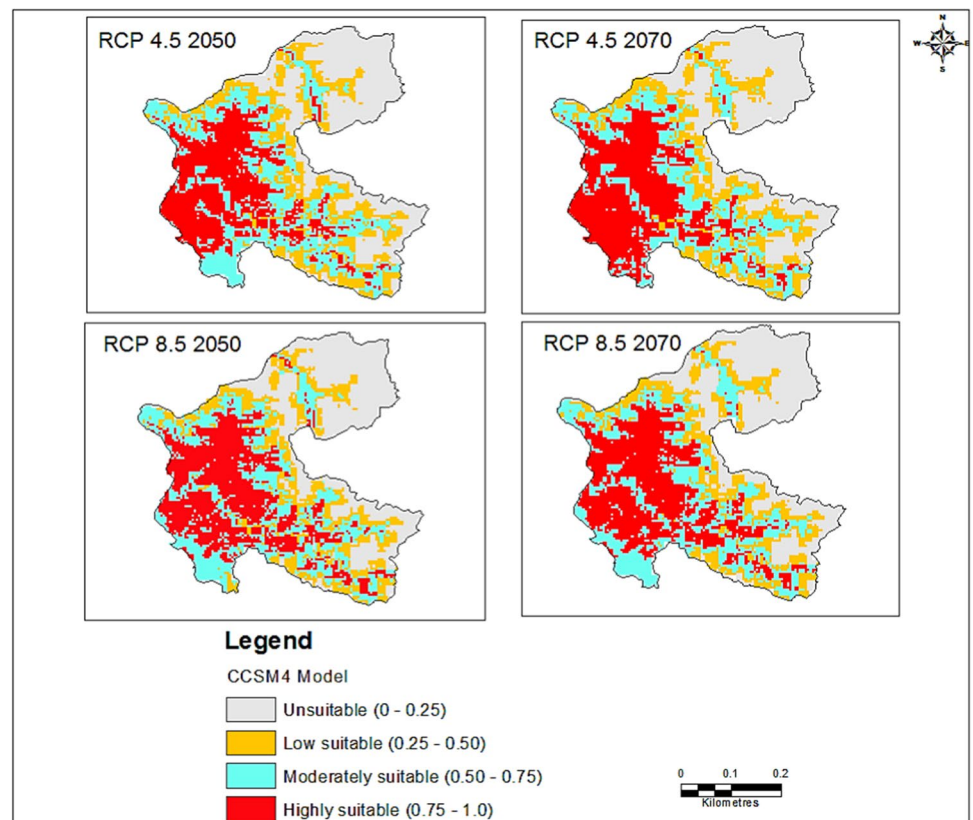 RCP 4.5 2050
RCP 4.5 2070
N
W E
S
RCP 8.5 2050
RCP 8.5 2070
Legend
CCSM4 Model
Unsuitable (0 - 0.25)
Low suitable (0.25 - 0.50)
Moderately suitable (0.50 - 0.75)
Highly suitable (0.75 - 1.0)
0 0.1 0.2
Kilometres